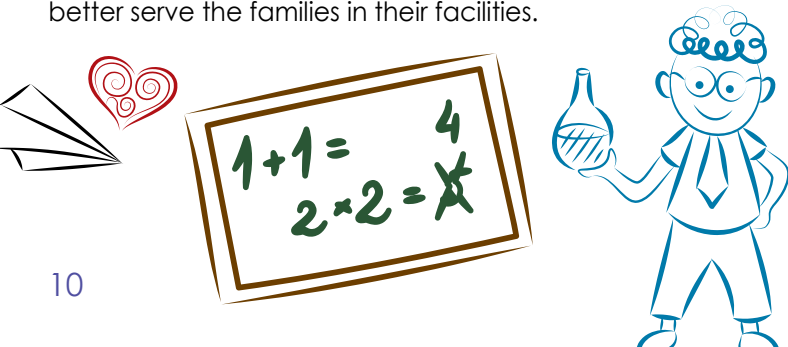 better serve the families in their facilities.
4
1+1=
2×2=
10